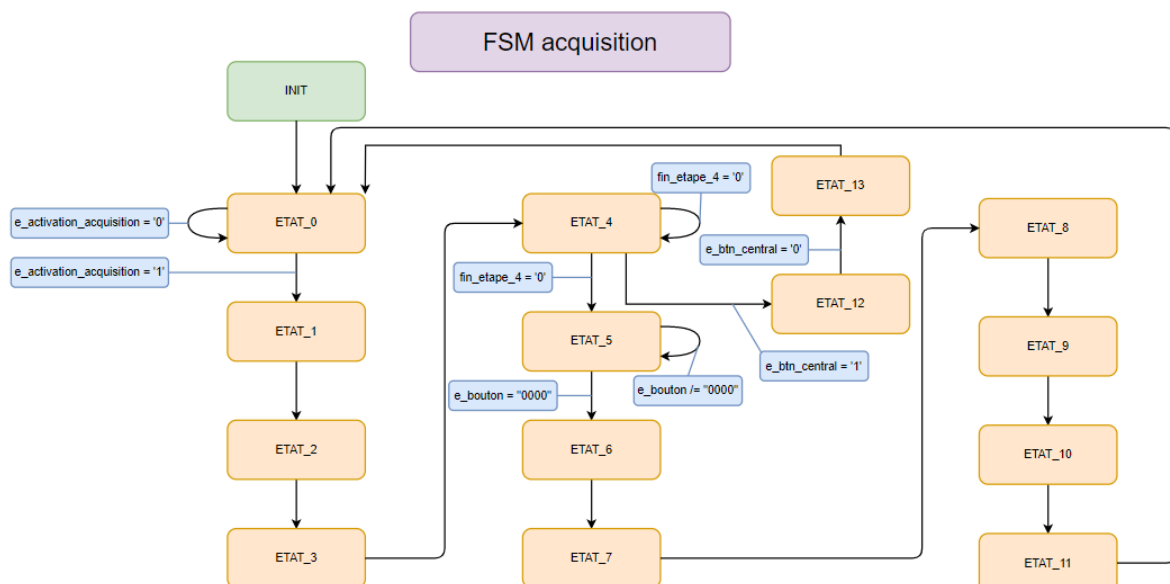 FSM acquisition
INIT
ETAT_0
e_activation_acquisition = '0'
e_activation_acquisition = '1'
ETAT_1
ETAT_2
ETAT_3
ETAT_4
fin_etape_4 = '0'
fin_etape_4 = '0'
ETAT_5
e_bouton = "0000"
e_bouton /= "0000"
ETAT_6
ETAT_7
ETAT_13
e_btn_central = '0'
ETAT_12
e_btn_central = '1'
ETAT_8
ETAT_9
ETAT_10
ETAT_11